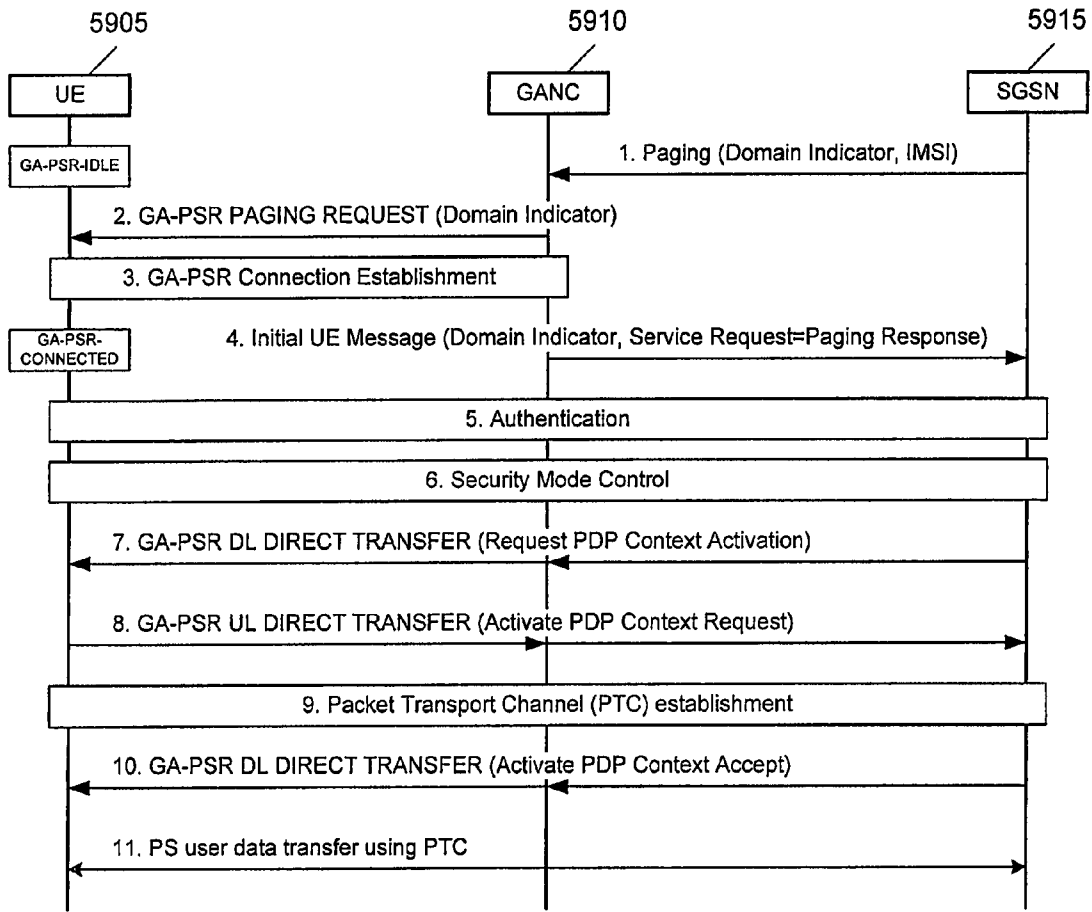 5905
5910
5915
UE
GANC
SGSN
GA-PSR-IDLE
1. Paging (Domain Indicator, IMSI)
2. GA-PSR PAGING REQUEST (Domain Indicator)
3. GA-PSR Connection Establishment
GA-PSR-
CONNECTED
4. Initial UE Message (Domain Indicator, Service Request=Paging Response)
5. Authentication
6. Security Mode Control
7. GA-PSR DL DIRECT TRANSFER (Request PDP Context Activation)
8. GA-PSR UL DIRECT TRANSFER (Activate PDP Context Request)
9. Packet Transport Channel (PTC) establishment
10. GA-PSR DL DIRECT TRANSFER (Activate PDP Context Accept)
11. PS user data transfer using PTC